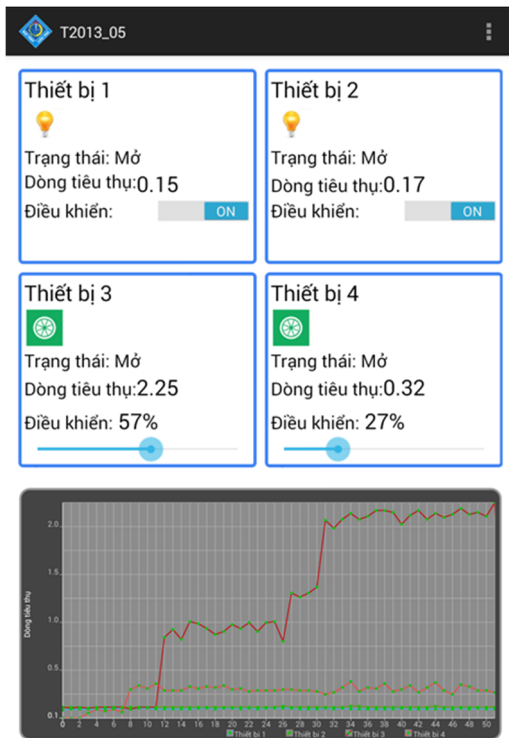 T2013_05
Thiết bị 1
Trạng thái: Mở
Dòng tiêu thụ:0.15
Điều khiển: ON
Thiết bị 2
Trạng thái: Mở
Dòng tiêu thụ:0.17
Điều khiển: ON
Thiết bị 3
Trạng thái: Mở
Dòng tiêu thụ:2.25
Điều khiển: 57%
Thiết bị 4
Trạng thái: Mở
Dòng tiêu thụ:0.32
Điều khiển: 27%
Dòng tiêu thụ
2.0
1.5
1.0
0.5
0.1
0 2 4 6 8 10 12 14 16 18 20 22 24 26 28 30 32 34 36 38 40 42 44 46 48 50
Thiết bị 1 Thiết bị 2 Thiết bị 3 Thiết bị 4